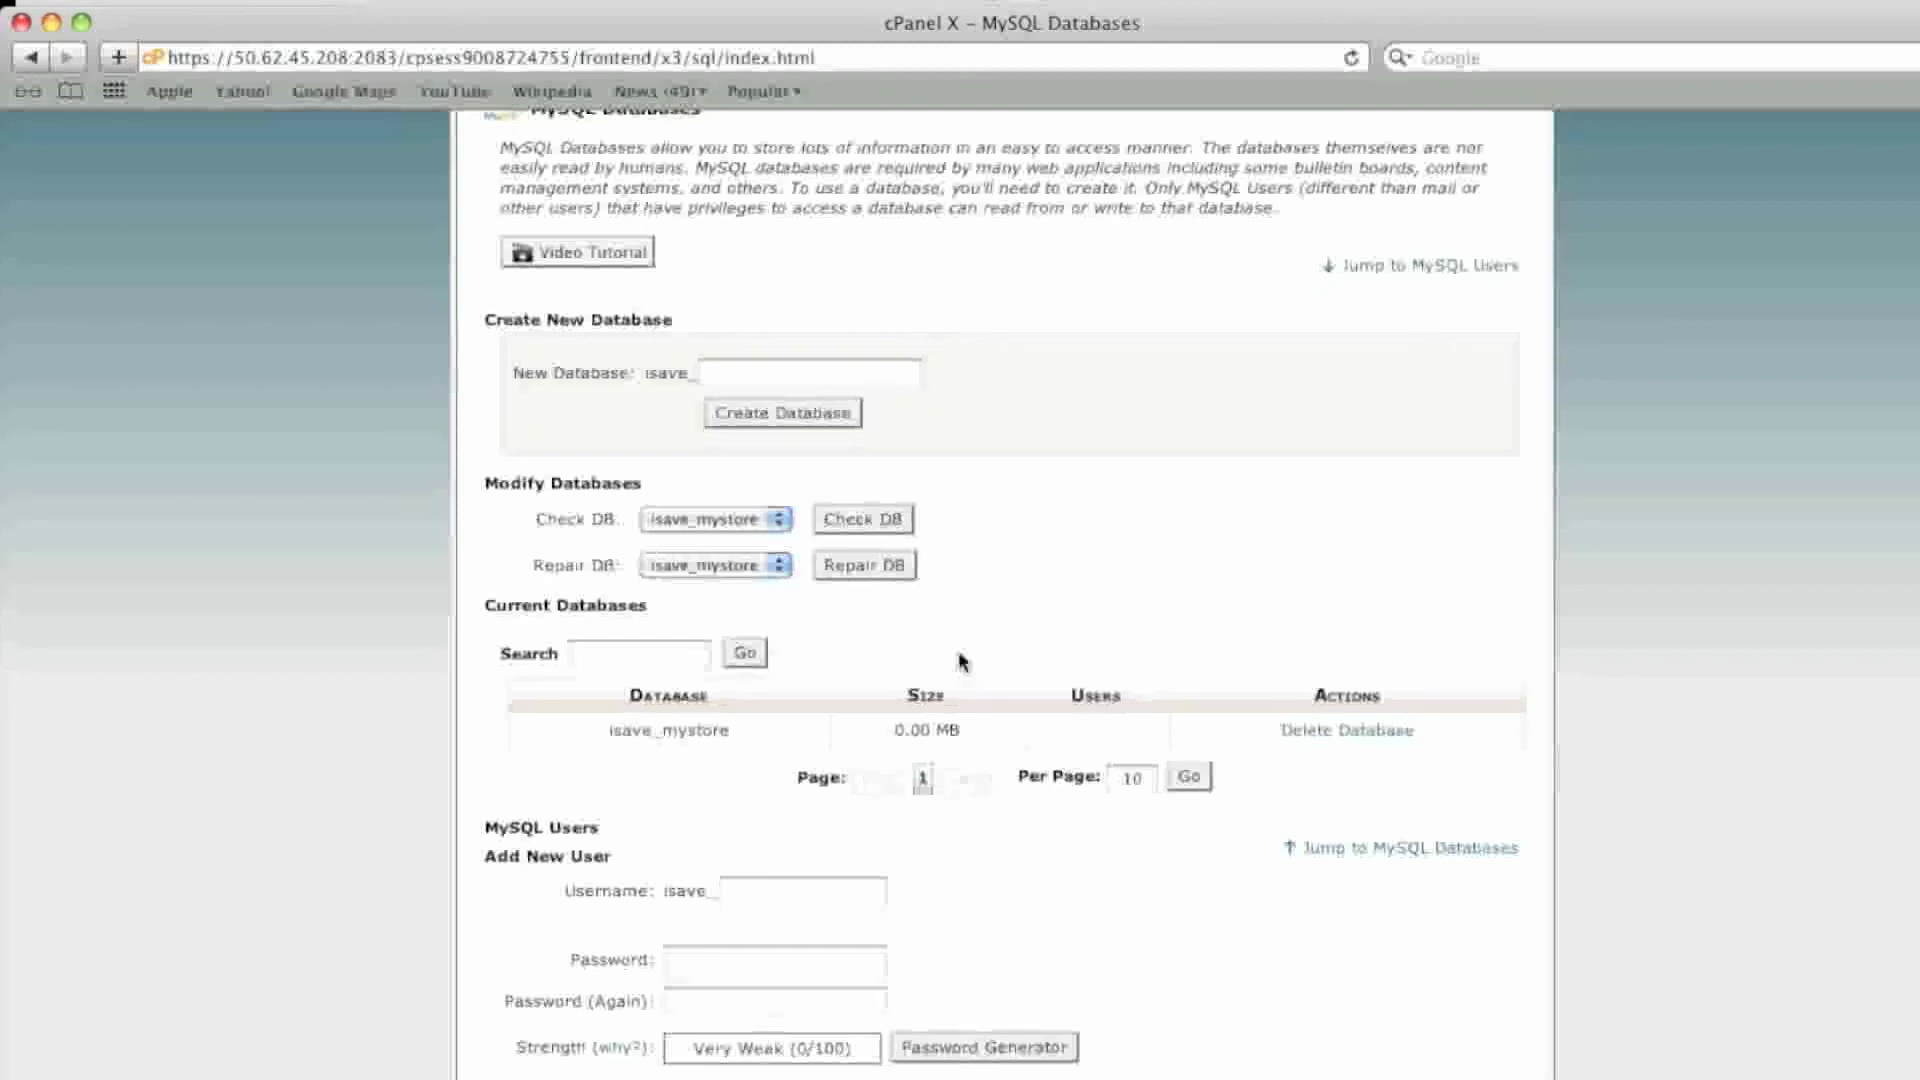 cPanel X – MySQL Databases
https://50.62.45.208:2083/cpsess9008724755/frontend/x3/sql/index.html
Google
Apple Yahoo! Google Maps YouTube Wikipedia News (49) Popular
MySQL Databases
MySQL Databases allow you to store lots of information in an easy to access manner. The databases themselves are not
easily read by humans. MySQL databases are required by many web applications including some bulletin boards, content
management systems, and others. To use a database, you'll need to create it. Only MySQL Users (different than mail or
other users) that have privileges to access a database can read from or write to that database.
Video Tutorial
Jump to MySQL Users
Create New Database
New Database: isave_
Create Database
Modify Databases
Check DB: isave_mystore Check DB
Repair DB: isave_mystore Repair DB
Current Databases
Search Go
Database Size Users Actions
isave_mystore 0.00 MB Delete Database
Page: 1 Per Page: 10 Go
MySQL Users
Jump to MySQL Databases
Add New User
Username: isave_
Password:
Password (Again):
Strength (why?): Very Weak (0/100) Password Generator